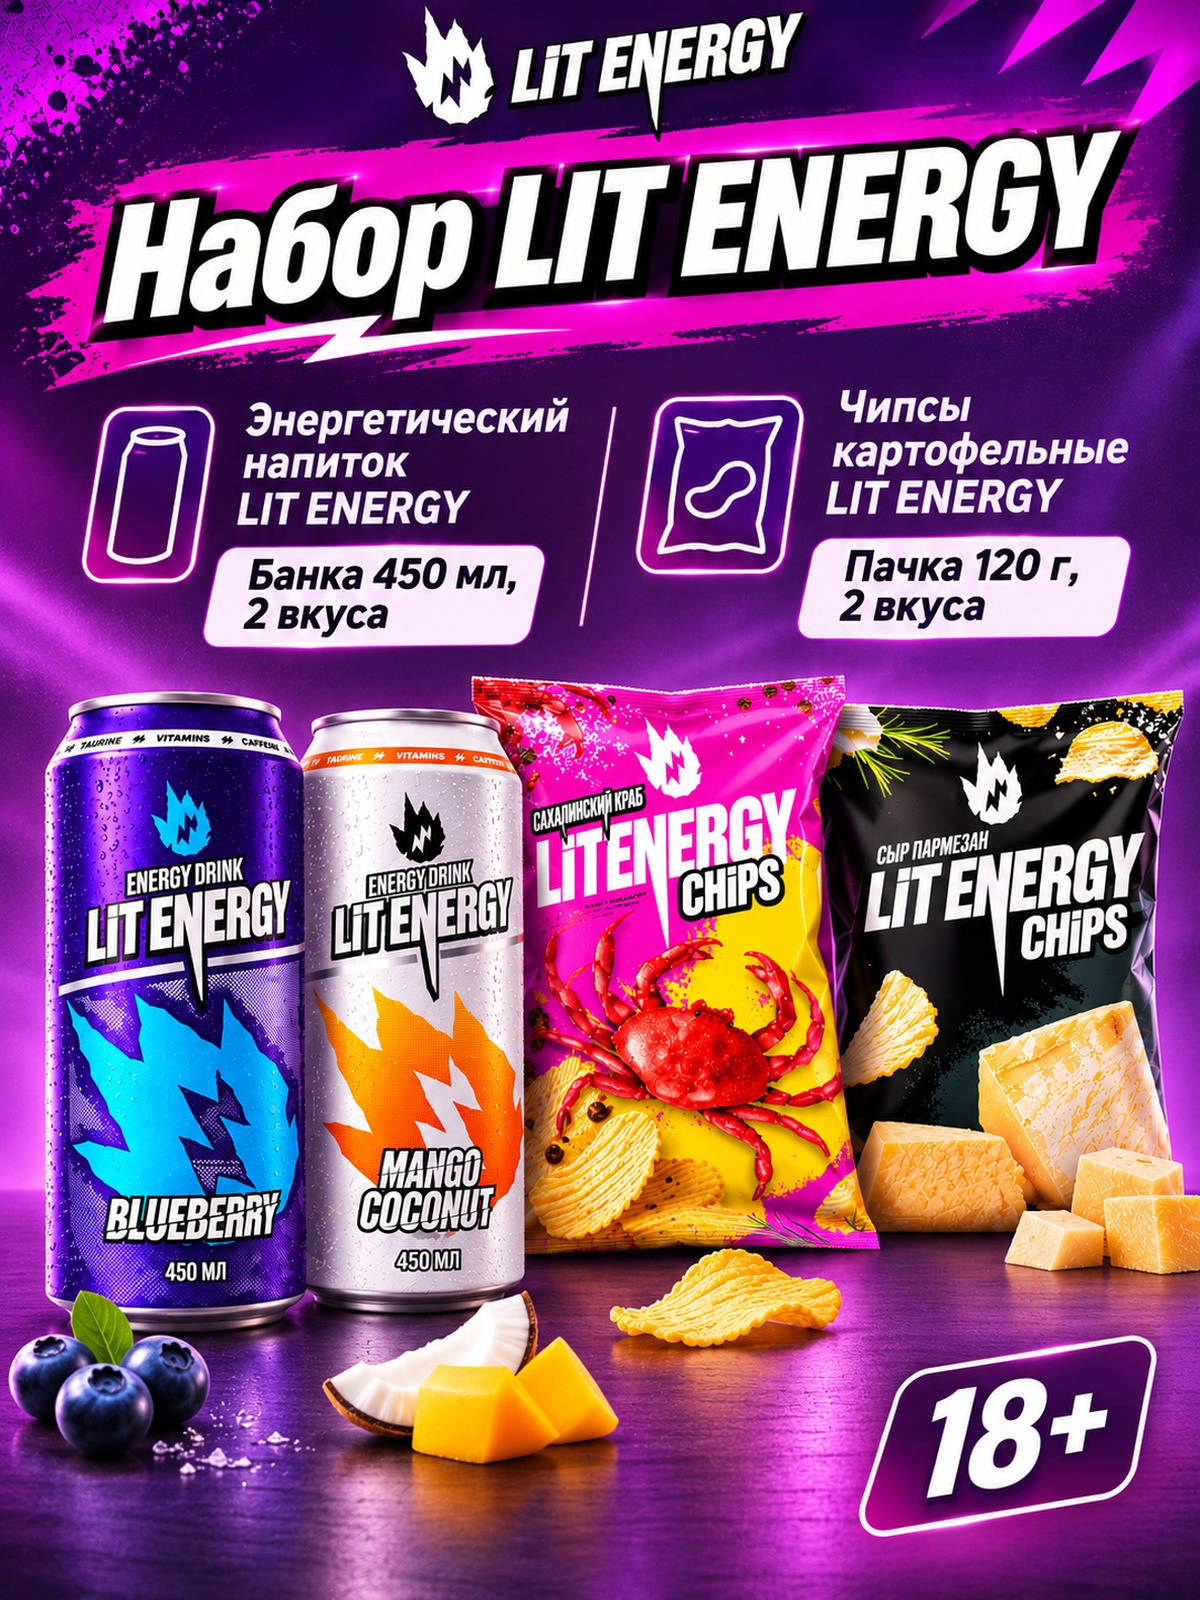 LIT ENERGY
Набор LIT ENERGY
Энергетический
напиток
LIT ENERGY
Банка 450 мл,
2 вкуса
Чипсы
картофельные
LIT ENERGY
Пачка 120 г,
2 вкуса
TAURINE VITAMINS CAFFEINE
ENERGY DRINK
LIT ENERGY
BLUEBERRY
450 МЛ
TAURINE VITAMINS
ENERGY DRINK
LIT ENERGY
MANGO
COCONUT
450 МЛ
САХАЛИНСКИЙ КРАБ
LIT ENERGY
CHIPS
СЫР ПАРМЕЗАН
LIT ENERGY
CHIPS
18+